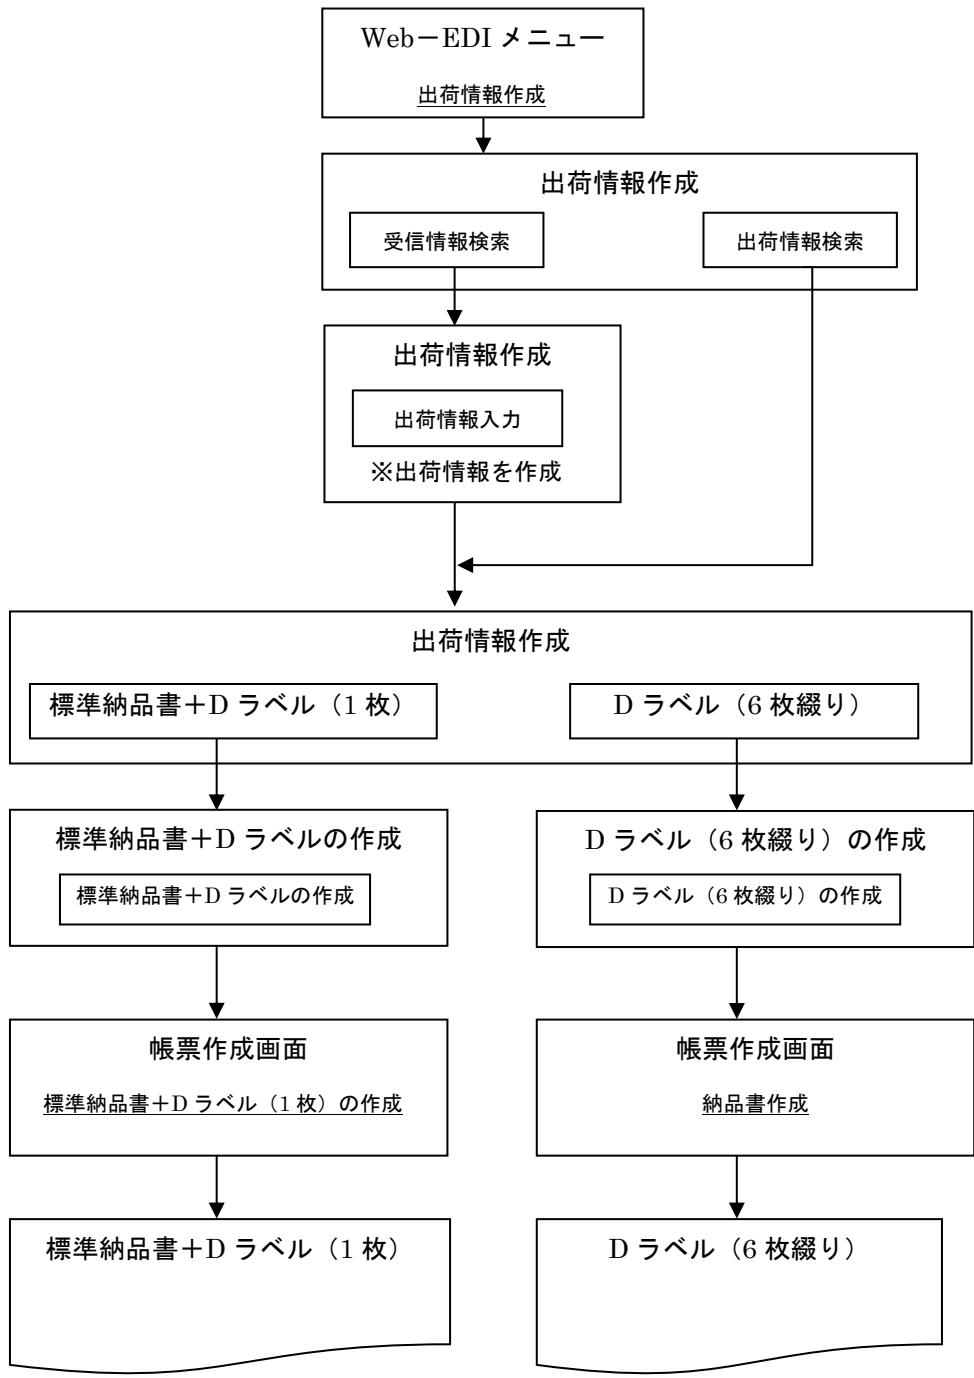 Web－EDI メニュー
出荷情報作成
出荷情報作成
受信情報検索
出荷情報検索
出荷情報作成
出荷情報入力
※出荷情報を作成
出荷情報作成
標準納品書＋D ラベル（1 枚）
D ラベル（6 枚綴り）
標準納品書＋D ラベルの作成
標準納品書＋D ラベルの作成
D ラベル（6 枚綴り）の作成
D ラベル（6 枚綴り）の作成
帳票作成画面
標準納品書＋D ラベル（1 枚）の作成
帳票作成画面
納品書作成
標準納品書＋D ラベル（1 枚）
D ラベル（6 枚綴り）